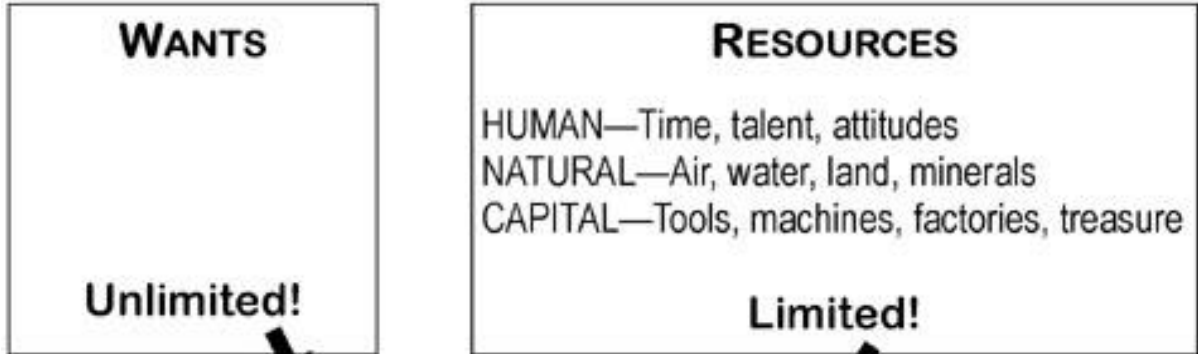 WANTS
Unlimited!
RESOURCES
HUMAN—Time, talent, attitudes
NATURAL—Air, water, land, minerals
CAPITAL—Tools, machines, factories, treasure
Limited!